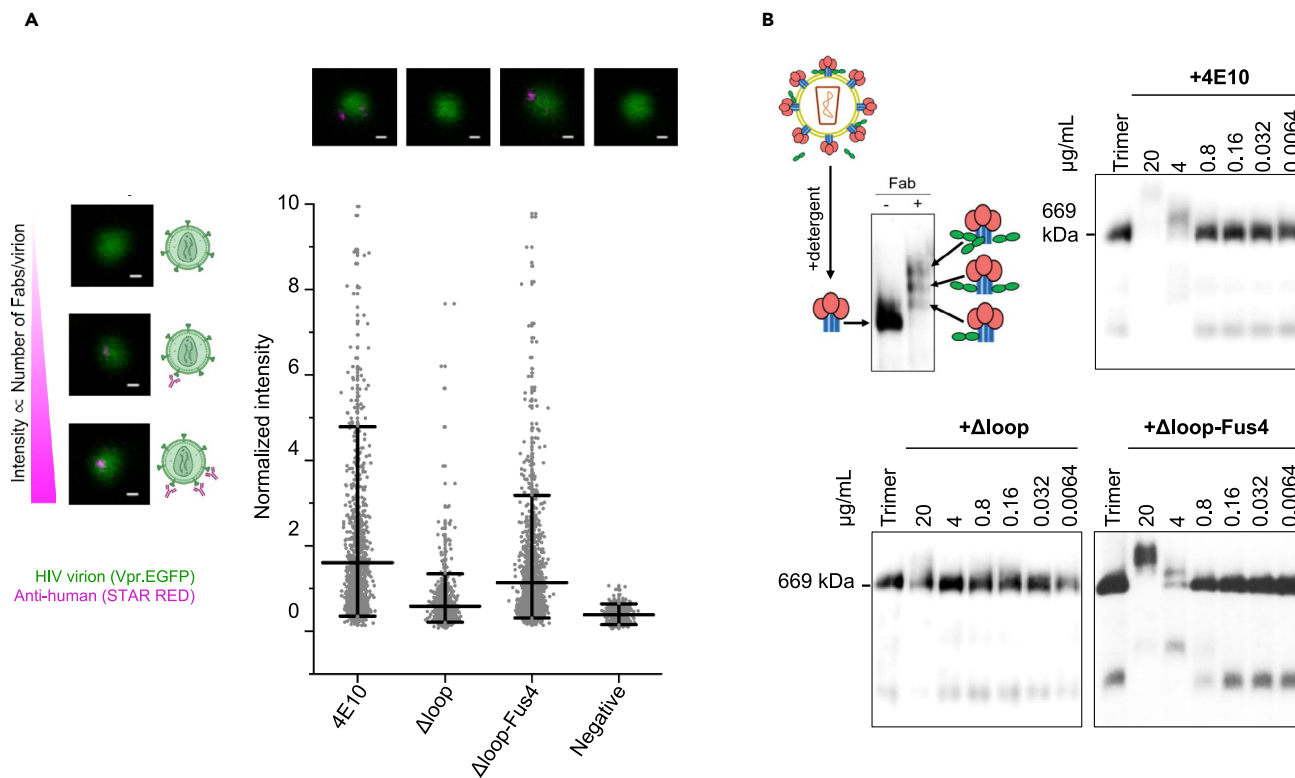 A
Intensity ∝ Number of Fabs/virion
HIV virion (Vpr.EGFP)
Anti-human (STAR RED)
Normalized intensity
10
8
6
4
2
0
4E10
Δloop
Δloop-Fus4
Negative
B
+detergent
Fab
- +
+4E10
µg/mL
Trimer
20
4
0.8
0.16
0.032
0.0064
669
kDa
+Δloop
µg/mL
Trimer
20
4
0.8
0.16
0.032
0.0064
669 kDa
+Δloop-Fus4
Trimer
20
4
0.8
0.16
0.032
0.0064